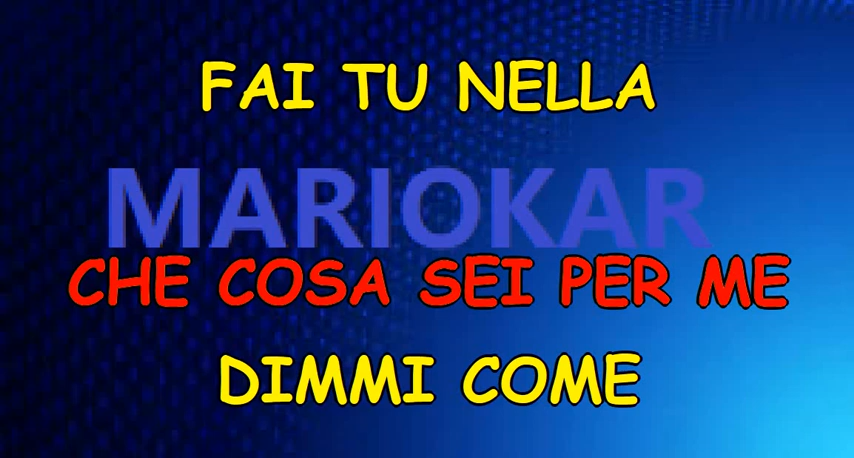 FAI TU NELLA
MARIOKAR
CHE COSA SEI PER ME
DIMMI COME